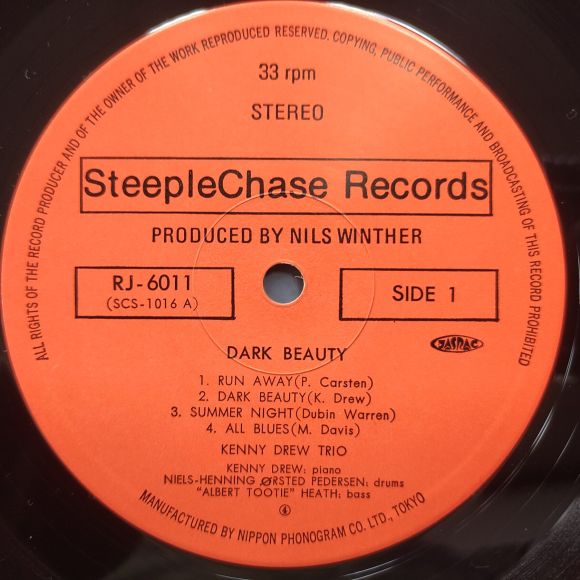 ALL RIGHTS OF THE RECORD PRODUCER AND OF THE OWNER OF THE WORK REPRODUCED RESERVED. COPYING, PUBLIC PERFORMANCE AND BROADCASTING OF THIS RECORD PROHIBITED
33 rpm
STEREO
SteepleChase Records
PRODUCED BY NILS WINTHER
RJ-6011
(SCS-1016 A)
SIDE 1
JASRAC
DARK BEAUTY
1. RUN AWAY(P. Carsten)
2. DARK BEAUTY(K. Drew)
3. SUMMER NIGHT(Dubin Warren)
4. ALL BLUES(M. Davis)
KENNY DREW TRIO
KENNY DREW: piano
NIELS-HENNING ØRSTED PEDERSEN: drums
"ALBERT TOOTIE" HEATH: bass
④
MANUFACTURED BY NIPPON PHONOGRAM CO. LTD., TOKYO